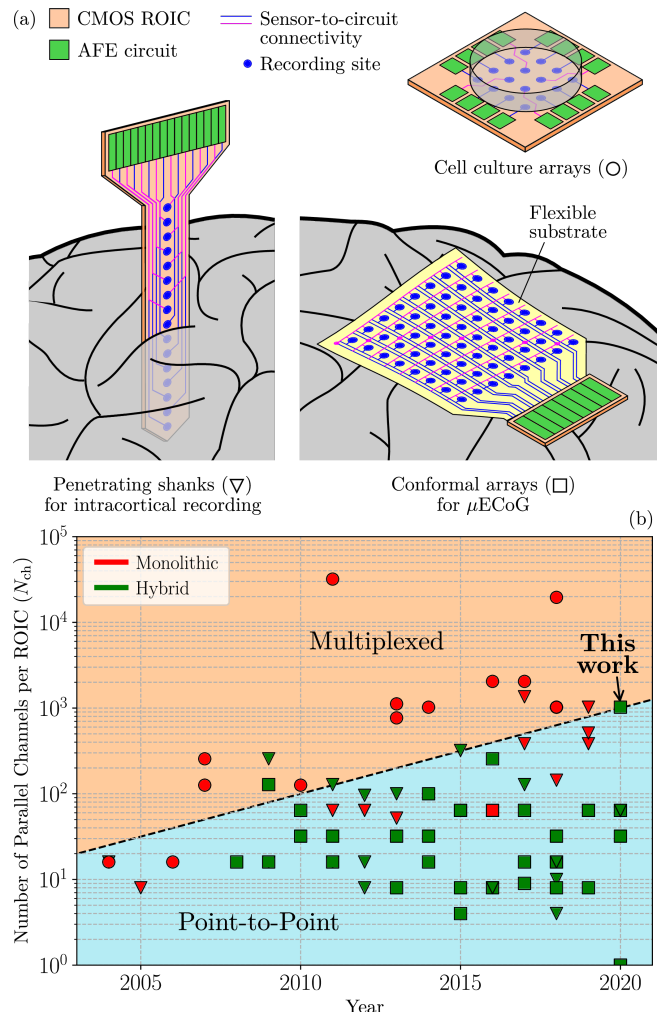 (a)
CMOS ROIC
AFE circuit
Sensor-to-circuit
connectivity
Recording site
Cell culture arrays (○)
Flexible
substrate
Penetrating shanks (▽)
for intracortical recording
Conformal arrays (□)
for μECoG
(b)
Number of Parallel Channels per ROIC (N_ch)
10^5
10^4
10^3
10^2
10^1
10^0
Monolithic
Hybrid
Multiplexed
This
work
Point-to-Point
2005
2010
2015
2020
Year